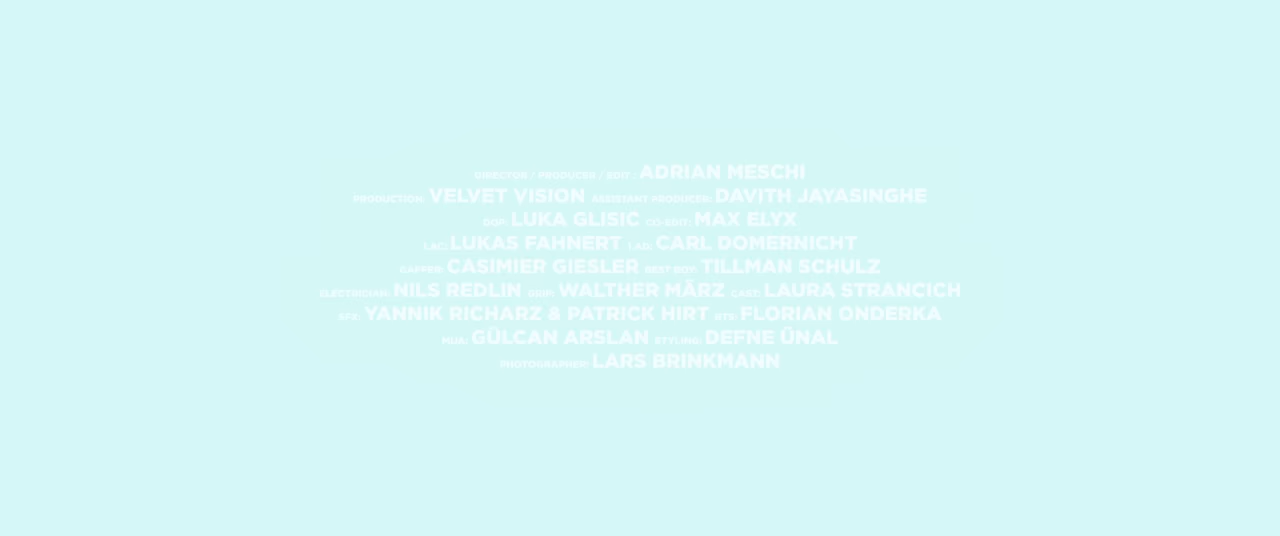 DIRECTOR / PRODUCER / EDIT: ADRIAN MESCHI
PRODUCTION: VELVET VISION ASSISTANT PRODUCER: DAVITH JAYASINGHE
DOP: LUKA GLISIC CO-EDIT: MAX ELYX
1.AC: LUKAS FAHNERT 1.AD: CARL DOMERNICHT
GAFFER: CASIMIER GIESLER BEST BOY: TILLMAN SCHULZ
ELECTRICIAN: NILS REDLIN GRIP: WALTHER MÄRZ CAST: LAURA STRANCICH
SFX: YANNIK RICHARZ & PATRICK HIRT BTS: FLORIAN ONDERKA
MUA: GÜLCAN ARSLAN STYLING: DEFNE ÜNAL
PHOTOGRAPHER: LARS BRINKMANN